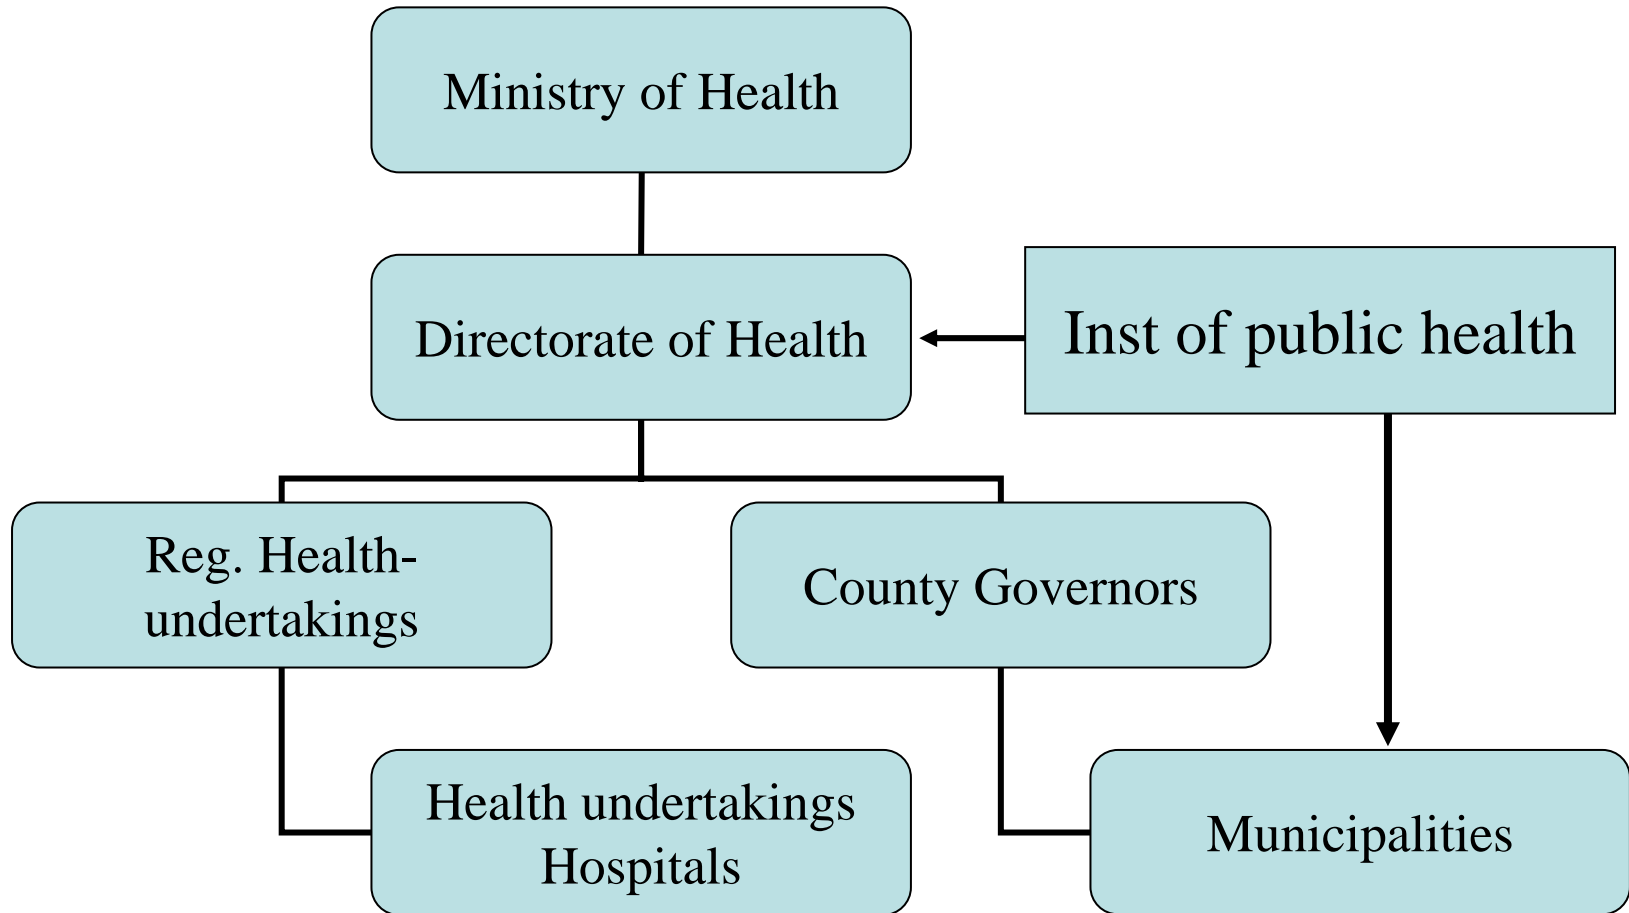 Ministry of Health
Directorate of Health
Inst of public health
Reg. Health-
undertakings
County Governors
Health undertakings
Hospitals
Municipalities